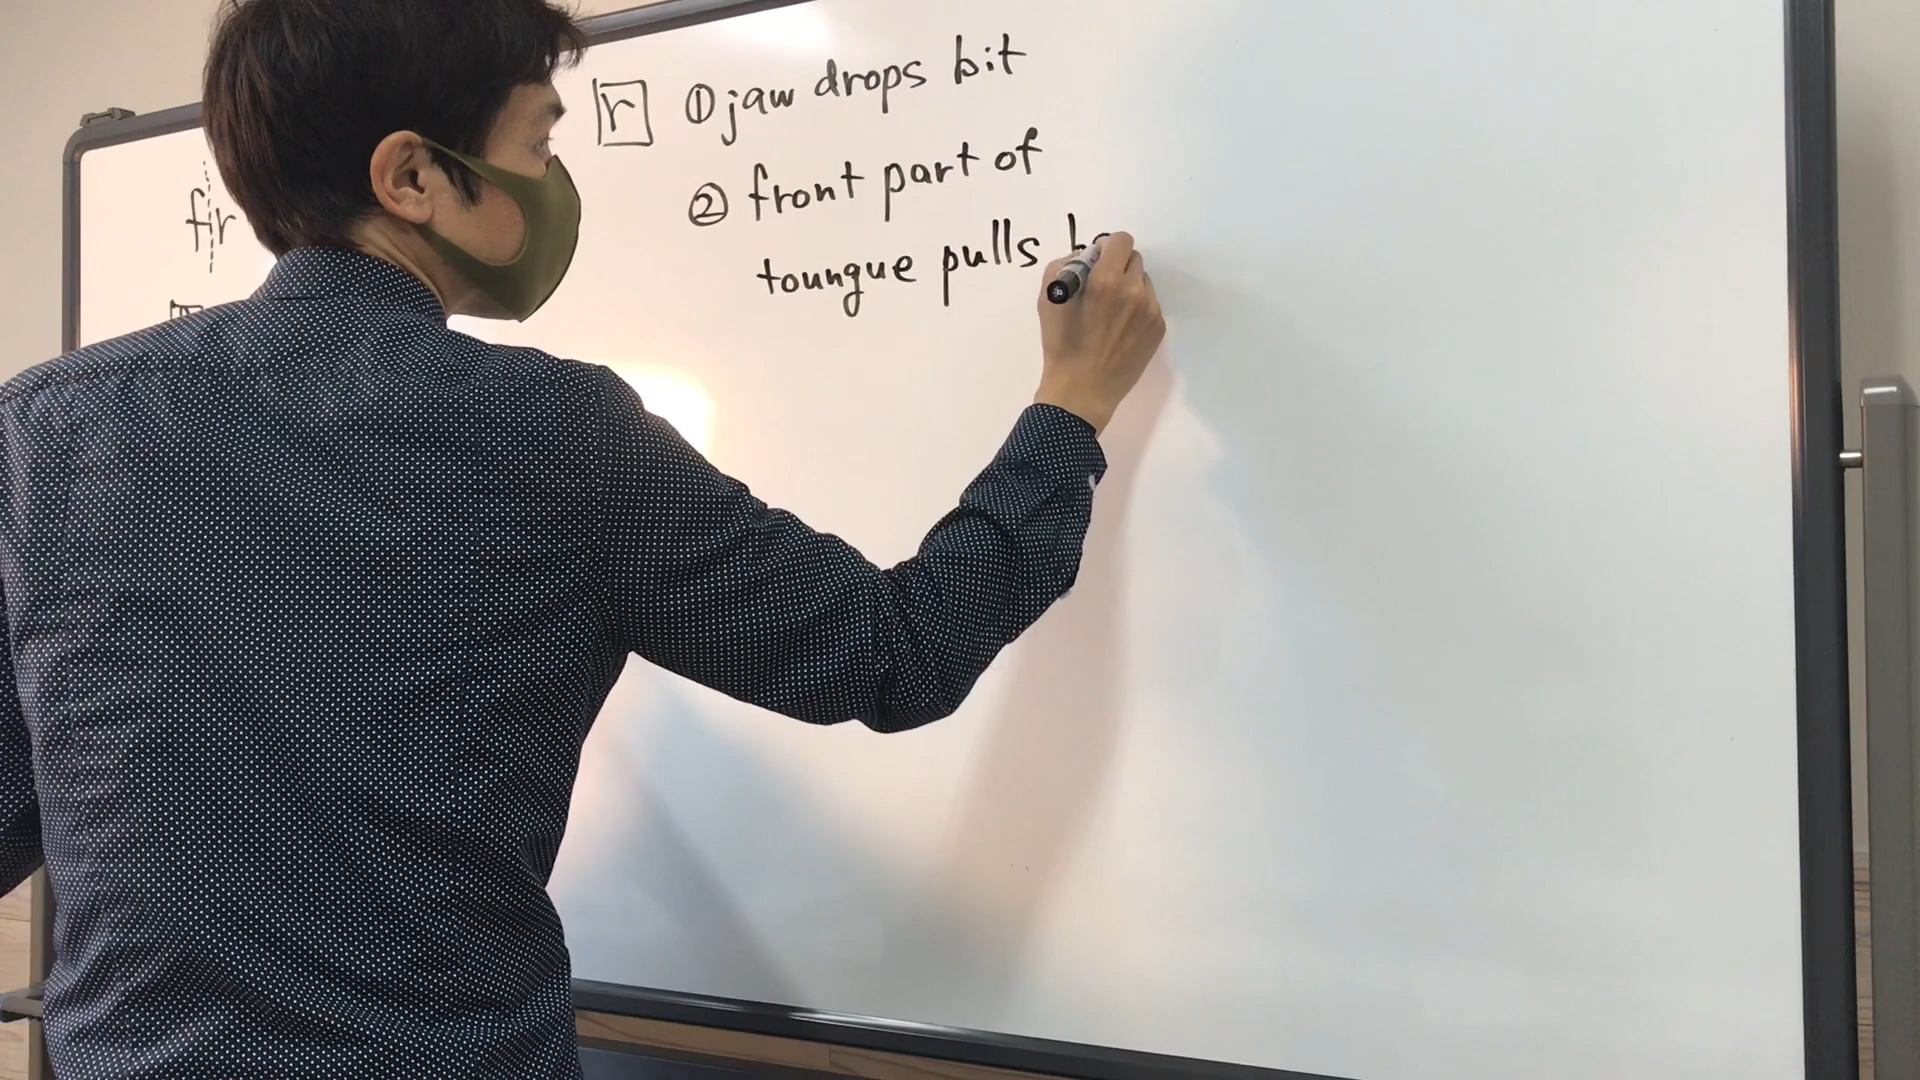 fir
r ① jaw drops bit
② front part of
toungue pulls